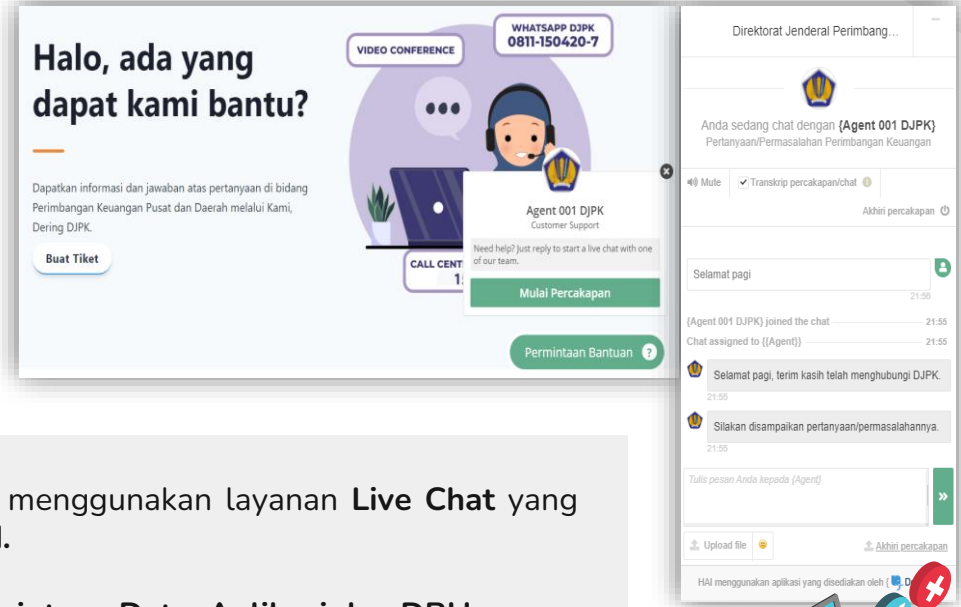 Halo, ada yang
dapat kami bantu?
Dapatkan informasi dan jawaban atas pertanyaan di bidang
Perimbangan Keuangan Pusat dan Daerah melalui Kami,
Dering DJPK.
Buat Tiket
VIDEO CONFERENCE
WHATSAPP DJPK
0811-150420-7
CALL
Agent 001 DJPK
Customer Support
Need help? Just reply to start a live chat with one
of our team.
Mulai Percakapan
Permintaan Bantuan ?
Direktorat Jenderal Perimbang...
Anda sedang chat dengan {Agent 001 DJPK}
Pertanyaan/Permasalahan Perimbangan Keuangan
Mute
Transkrip percakapan/chat
Akhiri percakapan
Selamat pagi
21:56
{Agent 001 DJPK} joined the chat 21:55
Chat assigned to {{Agent}} 21:55
Selamat pagi, terim kasih telah menghubungi DJPK.
21:55
Silakan disampaikan pertanyaan/permasalahannya.
21:55
Tulis pesan Anda kepada {Agent}
»
Upload file
Akhiri percakapan
HAI menggunakan aplikasi yang disediakan oleh (
menggunakan layanan Live Chat yang